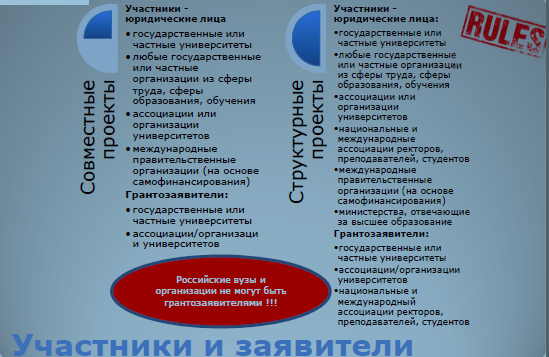 Совместные
проекты
Участники -
юридические лица
•государственные или
частные университеты
•любые государственные
или частные
организации из сферы
труда, сферы
образования, обучения
•ассоциации или
организации
университетов
•международные
правительственные
организации (на основе
самофинансирования)
Грантозаявители:
•государственные или
частные университеты
•ассоциации/организаци
и университетов
Структурные
проекты
Участники -
юридические лица:
•государственные или
частные университеты
•любые государственные
или частные организации
из сферы труда, сферы
образования, обучения
•ассоциации или
организации
университетов
•национальные и
международные
ассоциации ректоров,
преподавателей, студентов
•международные
правительственные
организации (на основе
самофинансирования)
•министерства, отвечающие
за высшее образование
Грантозаявители:
•государственные или
частные университеты
•ассоциации/организации
университетов
•национальные и
международный
ассоциации ректоров,
преподавателей, студентов
RULES
Российские вузы и
организации не могут быть
грантозаявителями !!!
Участники и заявители